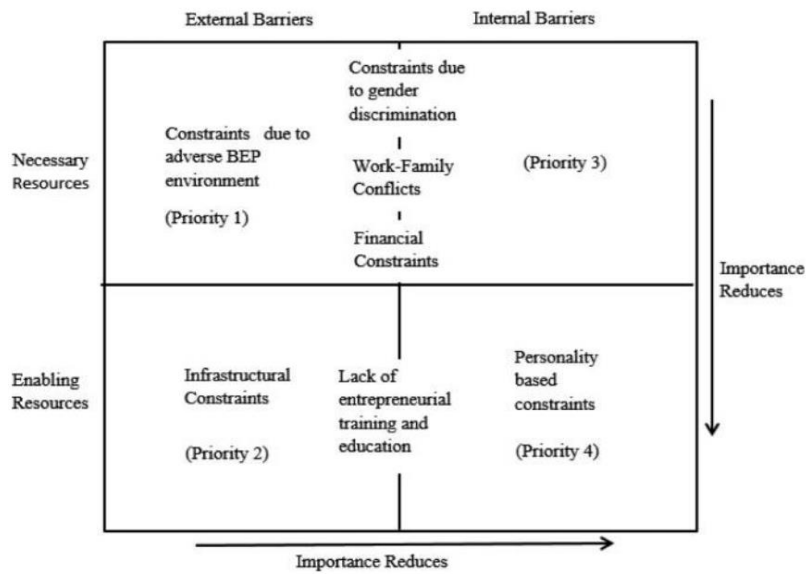 External Barriers
Internal Barriers
Necessary
Resources
Constraints due to
adverse BEP
environment
(Priority 1)
Constraints due
to gender
discrimination
Work-Family
Conflicts
Financial
Constraints
(Priority 3)
Importance
Reduces
Enabling
Resources
Infrastructural
Constraints
(Priority 2)
Lack of
entrepreneurial
training and
education
Personality
based
constraints
(Priority 4)
Importance Reduces